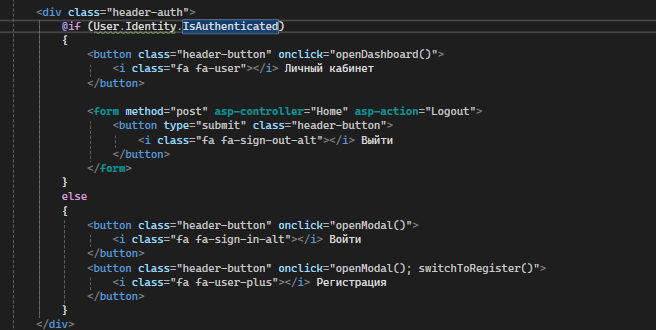 <div class="header-auth">
@if (User.Identity.IsAuthenticated)
{
<button class="header-button" onclick="openDashboard()">
<i class="fa fa-user"></i> Личный кабинет
</button>
<form method="post" asp-controller="Home" asp-action="Logout">
<button type="submit" class="header-button">
<i class="fa fa-sign-out-alt"></i> Выйти
</button>
</form>
}
else
{
<button class="header-button" onclick="openModal()">
<i class="fa fa-sign-in-alt"></i> Войти
</button>
<button class="header-button" onclick="openModal(); switchToRegister()">
<i class="fa fa-user-plus"></i> Регистрация
</button>
}
</div>